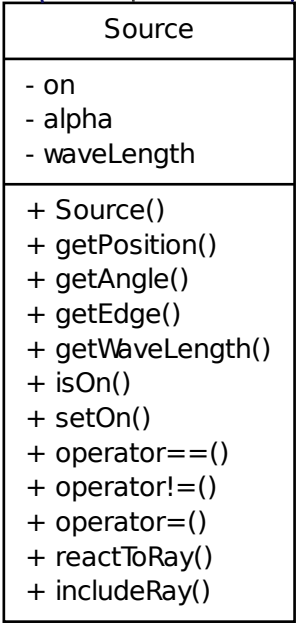 Source
- on
- alpha
- waveLength
+ Source()
+ getPosition()
+ getAngle()
+ getEdge()
+ getWaveLength()
+ isOn()
+ setOn()
+ operator==()
+ operator!=()
+ operator=()
+ reactToRay()
+ includeRay()